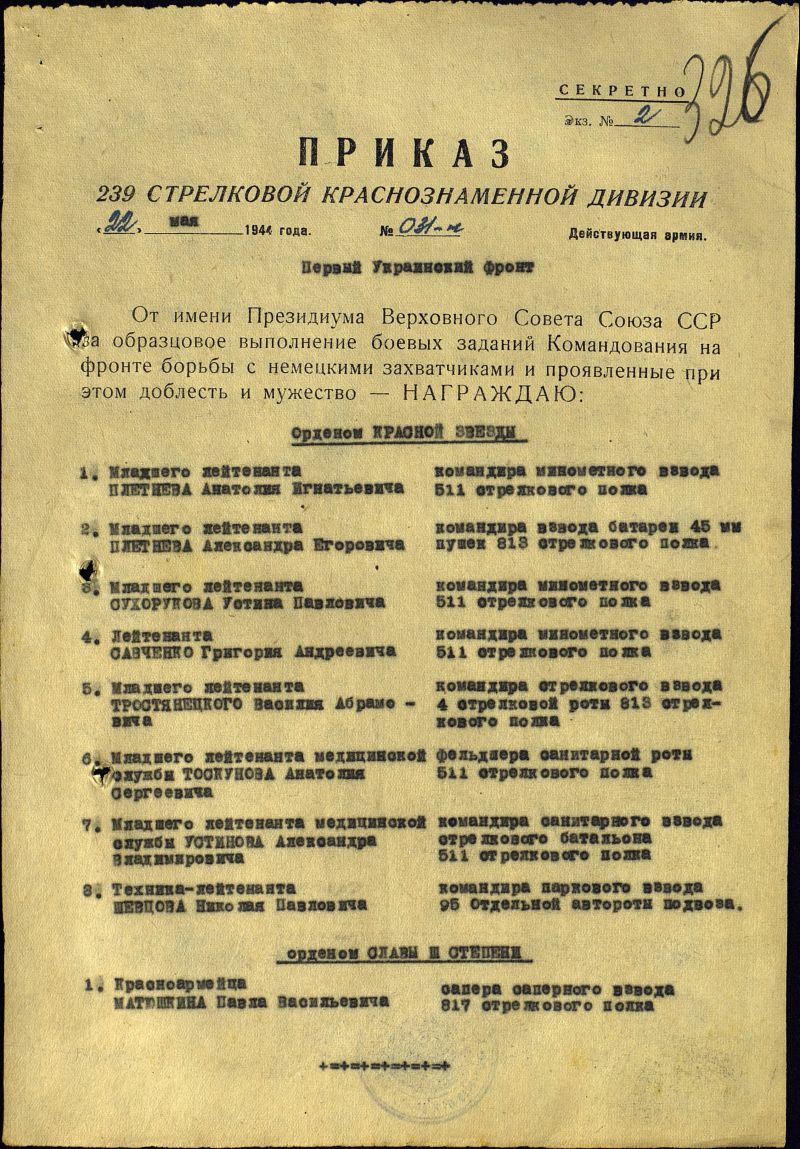 СЕКРЕТНО
326
Экз. № 2
ПРИКАЗ
239 СТРЕЛКОВОЙ КРАСНОЗНАМЕННОЙ ДИВИЗИИ
«22» мая 1944 года. № 031-н Действующая армия.
Первый Украинский фронт
От имени Президиума Верховного Совета Союза ССР
за образцовое выполнение боевых заданий Командования на
фронте борьбы с немецкими захватчиками и проявленные при
этом доблесть и мужество — НАГРАЖДАЮ:
Орденом КРАСНОЙ ЗВЕЗДЫ
1. Младшего лейтенанта командира минометного взвода
ПЛЕТНЕВА Анатолия Игнатьевича 511 стрелкового полка
2. Младшего лейтенанта командира взвода батареи 45 мм
ПЛЕТНЕВА Александра Егоровича пушек 813 стрелкового полка
3. Младшего лейтенанта командира минометного взвода
СУХОРУКОВА Устина Павловича 511 стрелкового полка
4. Лейтенанта командира минометного взвода
САВЧЕНКО Григория Андреевича 511 стрелкового полка
5. Младшего лейтенанта командира стрелкового взвода
ТРОСТЯНЕЦКОГО Василия Абрамо - 4 стрелковой роты 813 стрел-
вича кового полка
6. Младшего лейтенанта медицинской фельдшера санитарной роты
службы ТОСКУНОВА Анатолия 511 стрелкового полка
Сергеевича
7. Младшего лейтенанта медицинской командира санитарного взвода
службы УСТИНОВА Александра стрелкового батальона
Владимировича 511 стрелкового полка
8. Техника-лейтенанта командира паркового взвода
ШЕВЦОВА Николая Павловича 95 Отдельной автороты подвоза.
орденом СЛАВЫ Ш СТЕПЕНИ
1. Красноармейца сапера саперного взвода
МАТЮШКИНА Павла Васильевича 817 стрелкового полка
+=+=+=+=+=+=+